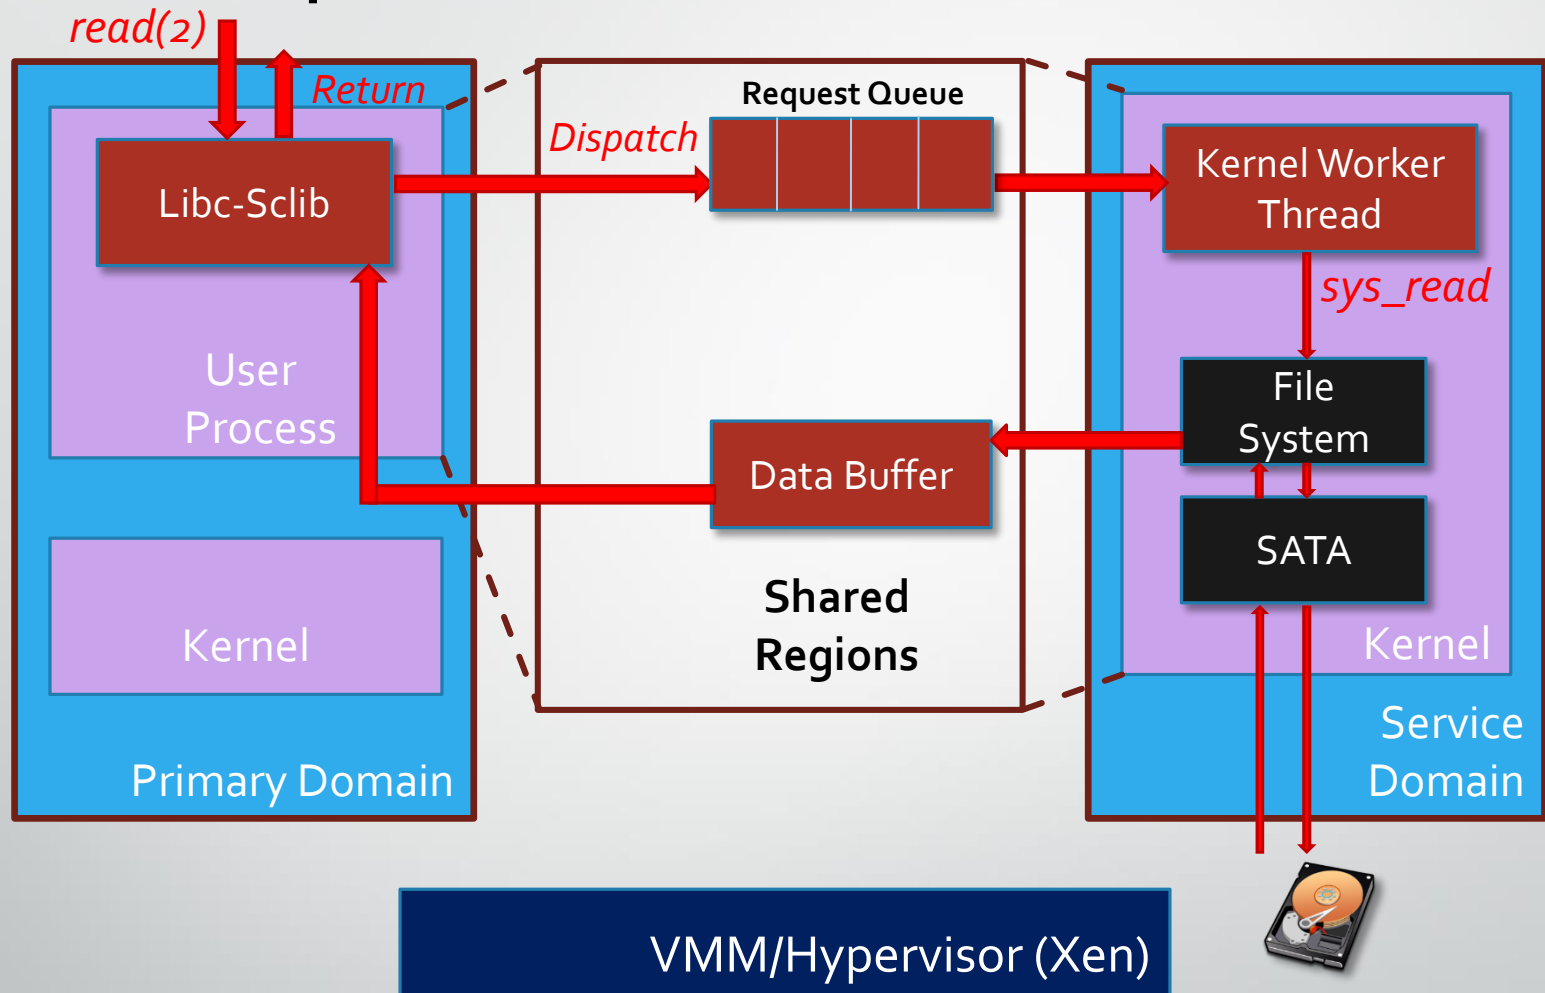 read(2)
Return
Libc-Sclib
User
Process
Kernel
Primary Domain
Dispatch
Request Queue
Data Buffer
Shared
Regions
Kernel Worker
Thread
sys_read
File
System
SATA
Kernel
Service
Domain
VMM/Hypervisor (Xen)